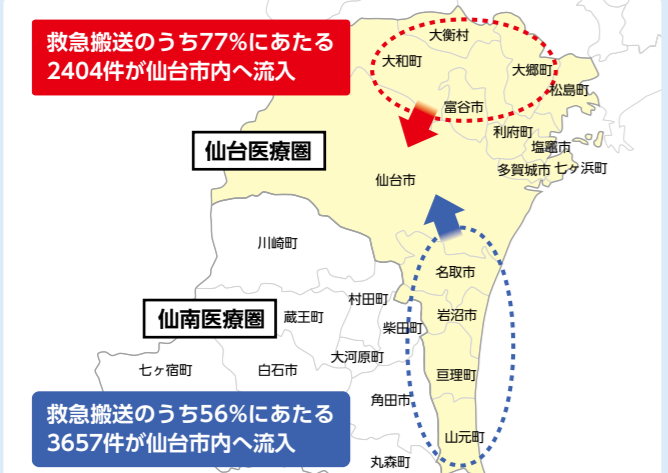 救急搬送のうち77%にあたる
2404件が仙台市内へ流入
大衡村
大和町
大郷町
松島町
富谷市
利府町
塩竈市
多賀城市
七ヶ浜町
仙台医療圏
仙台市
川崎町
名取市
村田町
岩沼市
仙南医療圏
蔵王町
柴田町
大河原町
七ヶ宿町
白石市
亘理町
角田市
救急搬送のうち56%にあたる
3657件が仙台市内へ流入
山元町
丸森町